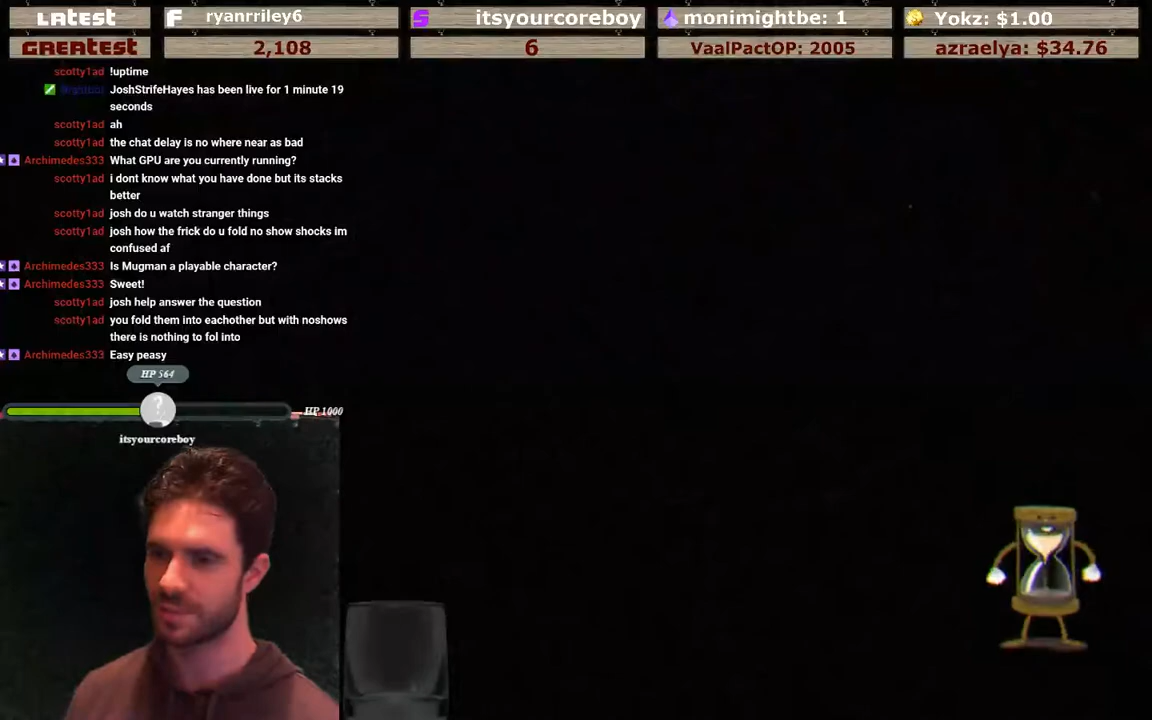 LATEST
F ryanrriley6
S itsyourcoreboy
monimightbe: 1
Yokz: $1.00
GREATEST
2,108
6
VaalPactOP: 2005
azraelya: $34.76
scotty1ad !uptime
JoshStrifeHayes has been live for 1 minute 19
seconds
scotty1ad ah
scotty1ad the chat delay is no where near as bad
Archimedes333 What GPU are you currently running?
scotty1ad i dont know what you have done but its stacks
better
scotty1ad josh do u watch stranger things
scotty1ad josh how the frick do u fold no show shocks im
confused af
Archimedes333 Is Mugman a playable character?
Archimedes333 Sweet!
scotty1ad josh help answer the question
scotty1ad you fold them into eachother but with noshows
there is nothing to fol into
Archimedes333 Easy peasy
HP 564
?
HP 1000
itsyourcoreboy